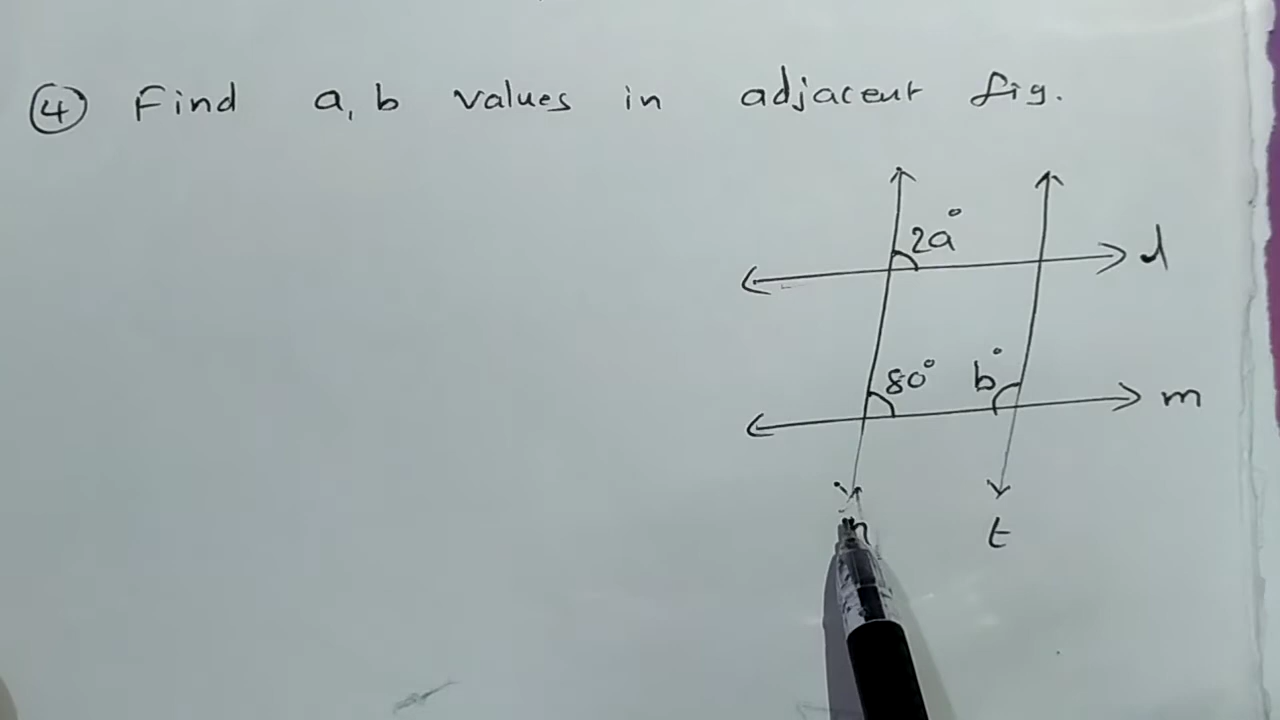 ④ Find a, b values in adjacent fig.
2a°
l
80° b°
m
n t